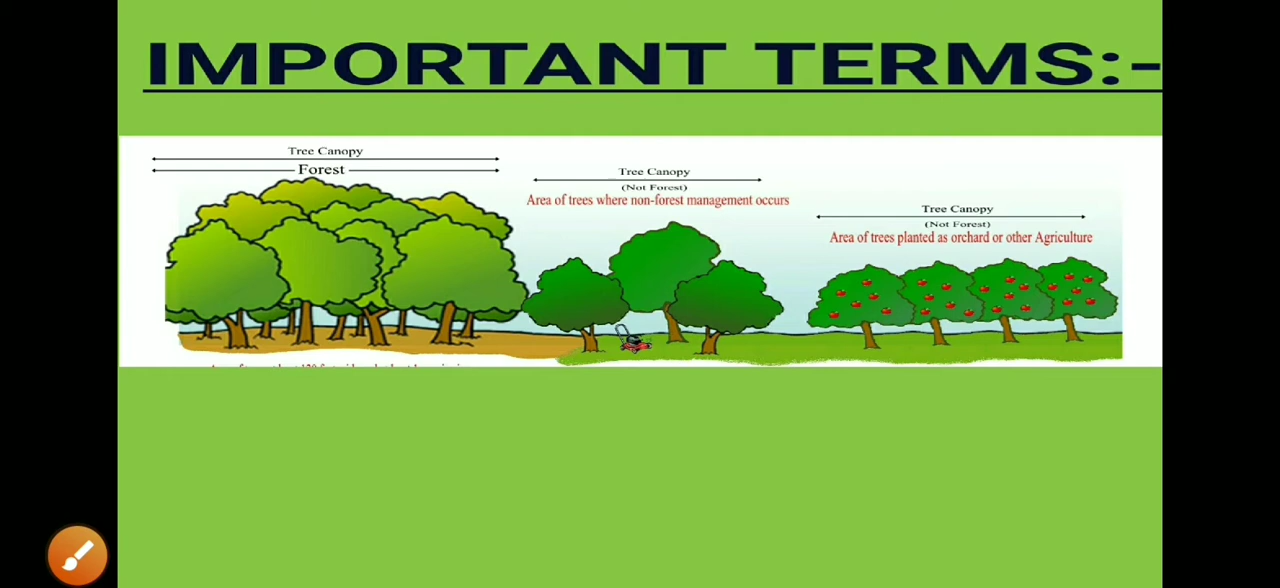 IMPORTANT TERMS:-
Tree Canopy
Forest
Tree Canopy
(Not Forest)
Area of trees where non-forest management occurs
Tree Canopy
(Not Forest)
Area of trees planted as orchard or other Agriculture